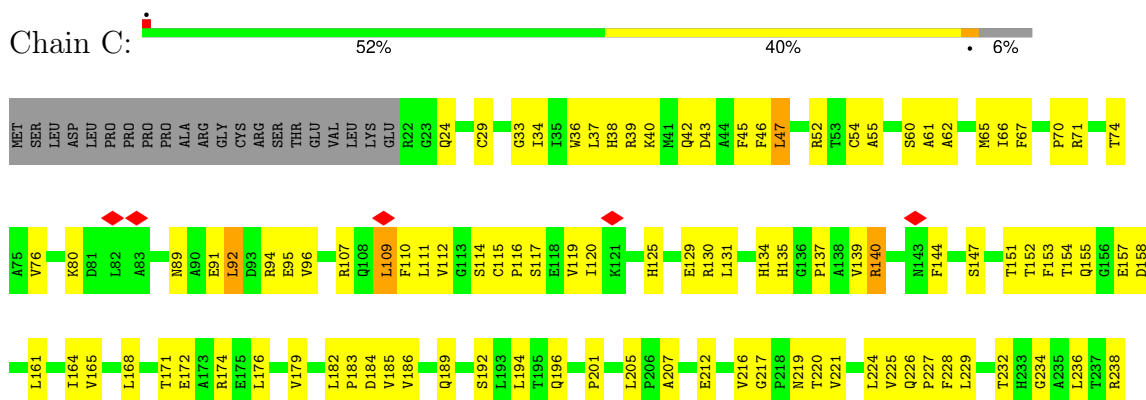 Chain C:
52% 40% • 6%
MET SER LEU ASP LEU PRO PRO PRO PRO ALA ARG GLY CYS ARG SER THR GLU VAL LEU LYS GLU R22 G23 Q24 C29 G33 I34 I35 W36 L37 H38 R39 K40 M41 Q42 D43 A44 F45 F46 L47 R52 T53 C54 A55 S60 A61 A62 M65 I66 F67 P70 R71 T74
A75 V76 K80 D81 L82 A83 N89 A90 E91 L92 D93 R94 E95 V96 R107 Q108 L109 F110 L111 V112 G113 S114 C115 P116 S117 E118 V119 I120 K121 H125 E129 R130 L131 H134 H135 G136 P137 A138 V139 R140 N143 F144 S147 T151 T152 F153 T154 Q155 G156 E157 D158
L161 I164 V165 L168 T171 E172 A173 R174 E175 L176 V179 L182 P183 D184 V185 V186 Q189 S192 L193 L194 T195 Q196 P201 L205 P206 A207 E212 V216 G217 P218 N219 T220 V221 L224 V225 Q226 P227 F228 L229 T232 H233 G234 A235 L236 T237 R238